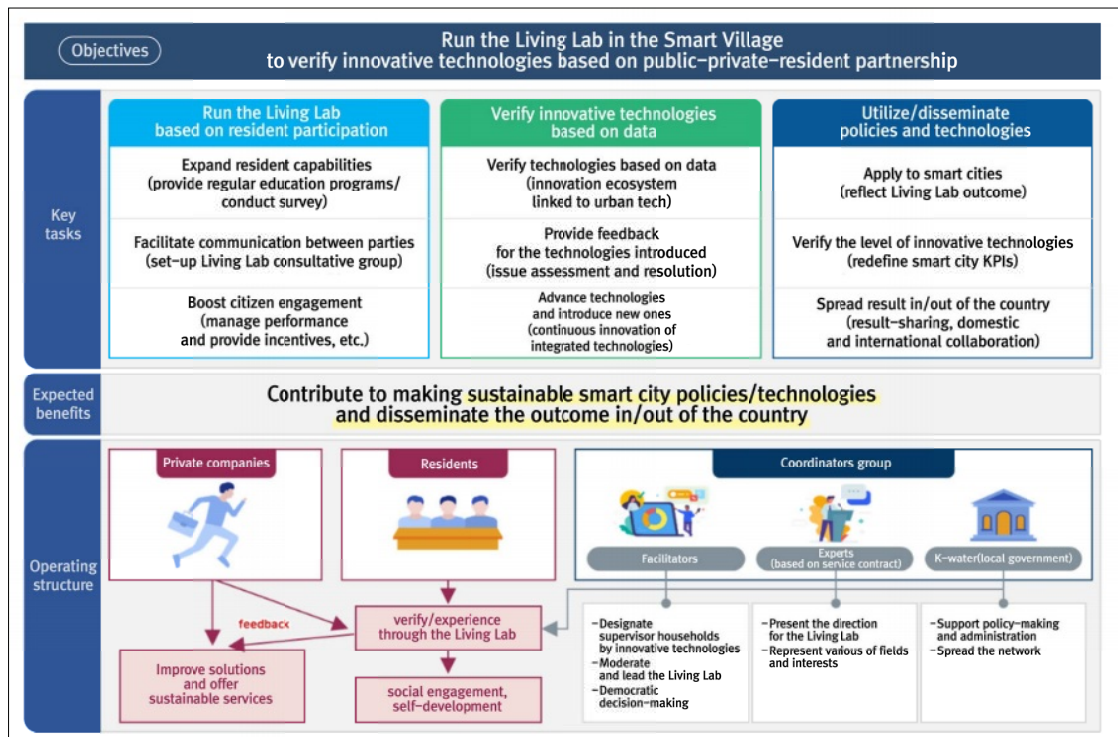 Objectives
Run the Living Lab in the Smart Village
to verify innovative technologies based on public-private-resident partnership
Key
tasks
Run the Living Lab
based on resident participation
Expand resident capabilities
(provide regular education programs/
conduct survey)
Facilitate communication between parties
(set-up Living Lab consultative group)
Boost citizen engagement
(manage performance
and provide incentives, etc.)
Verify innovative technologies
based on data
Verify technologies based on data
(innovation ecosystem
linked to urban tech)
Provide feedback
for the technologies introduced
(issue assessment and resolution)
Advance technologies
and introduce new ones
(continuous innovation of
integrated technologies)
Utilize/disseminate
policies and technologies
Apply to smart cities
(reflect Living Lab outcome)
Verify the level of innovative technologies
(redefine smart city KPIs)
Spread result in/out of the country
(result-sharing, domestic
and international collaboration)
Expected
benefits
Contribute to making sustainable smart city policies/technologies
and disseminate the outcome in/out of the country
Operating
structure
Private companies
Residents
Coordinators group
Facilitators
Experts
(based on service contract)
K-water(local government)
feedback
verify/experience
through the Living Lab
Improve solutions
and offer
sustainable services
social engagement,
self-development
-Designate
supervisor households
by innovative technologies
-Moderate
and lead the Living Lab
-Democratic
decision-making
-Present the direction
for the Living Lab
-Represent various of fields
and interests
-Support policy-making
and administration
-Spread the network